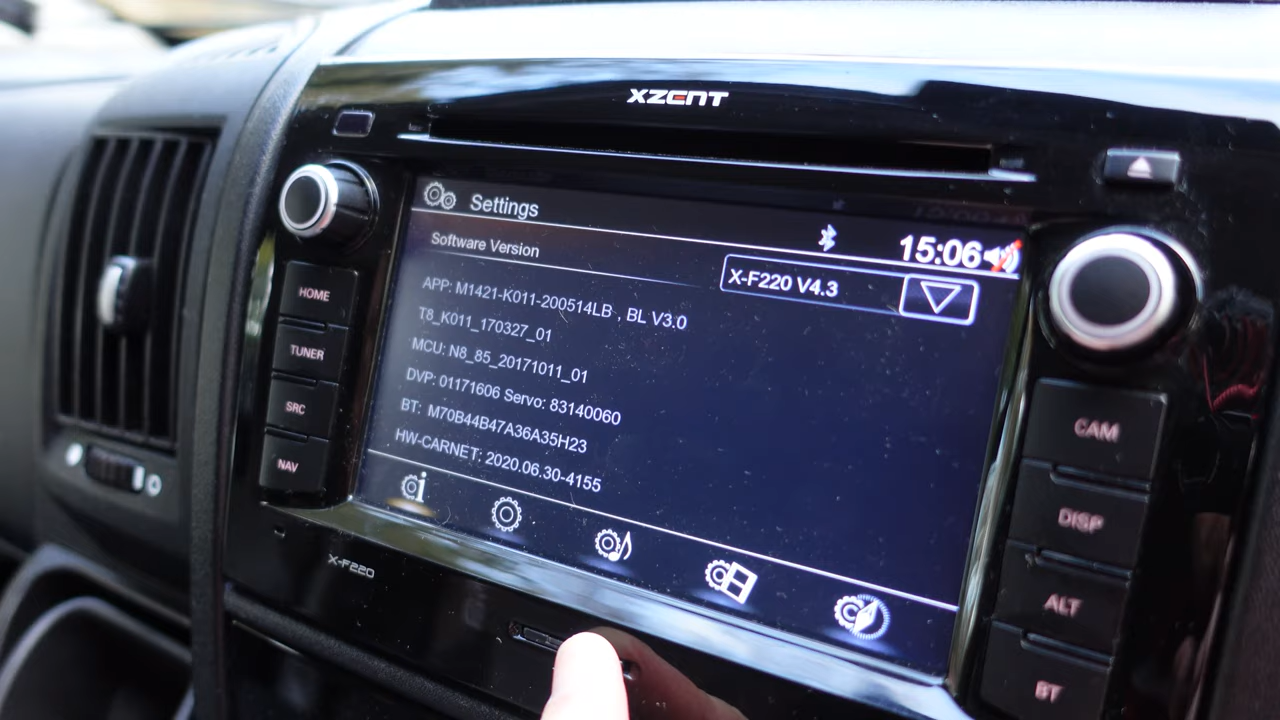 XZENT
Settings
15:06
Software Version
X-F220 V4.3
APP: M1421-K011-200514LB , BL V3.0
T8_K011_170327_01
MCU: N8_85_20171011_01
DVP: 01171606 Servo: 83140060
BT: M70B44B47A36A35H23
HW-CARNET: 2020.06.30-4155
HOME
TUNER
SRC
NAV
CAM
DISP
ALT
BT
X-F220